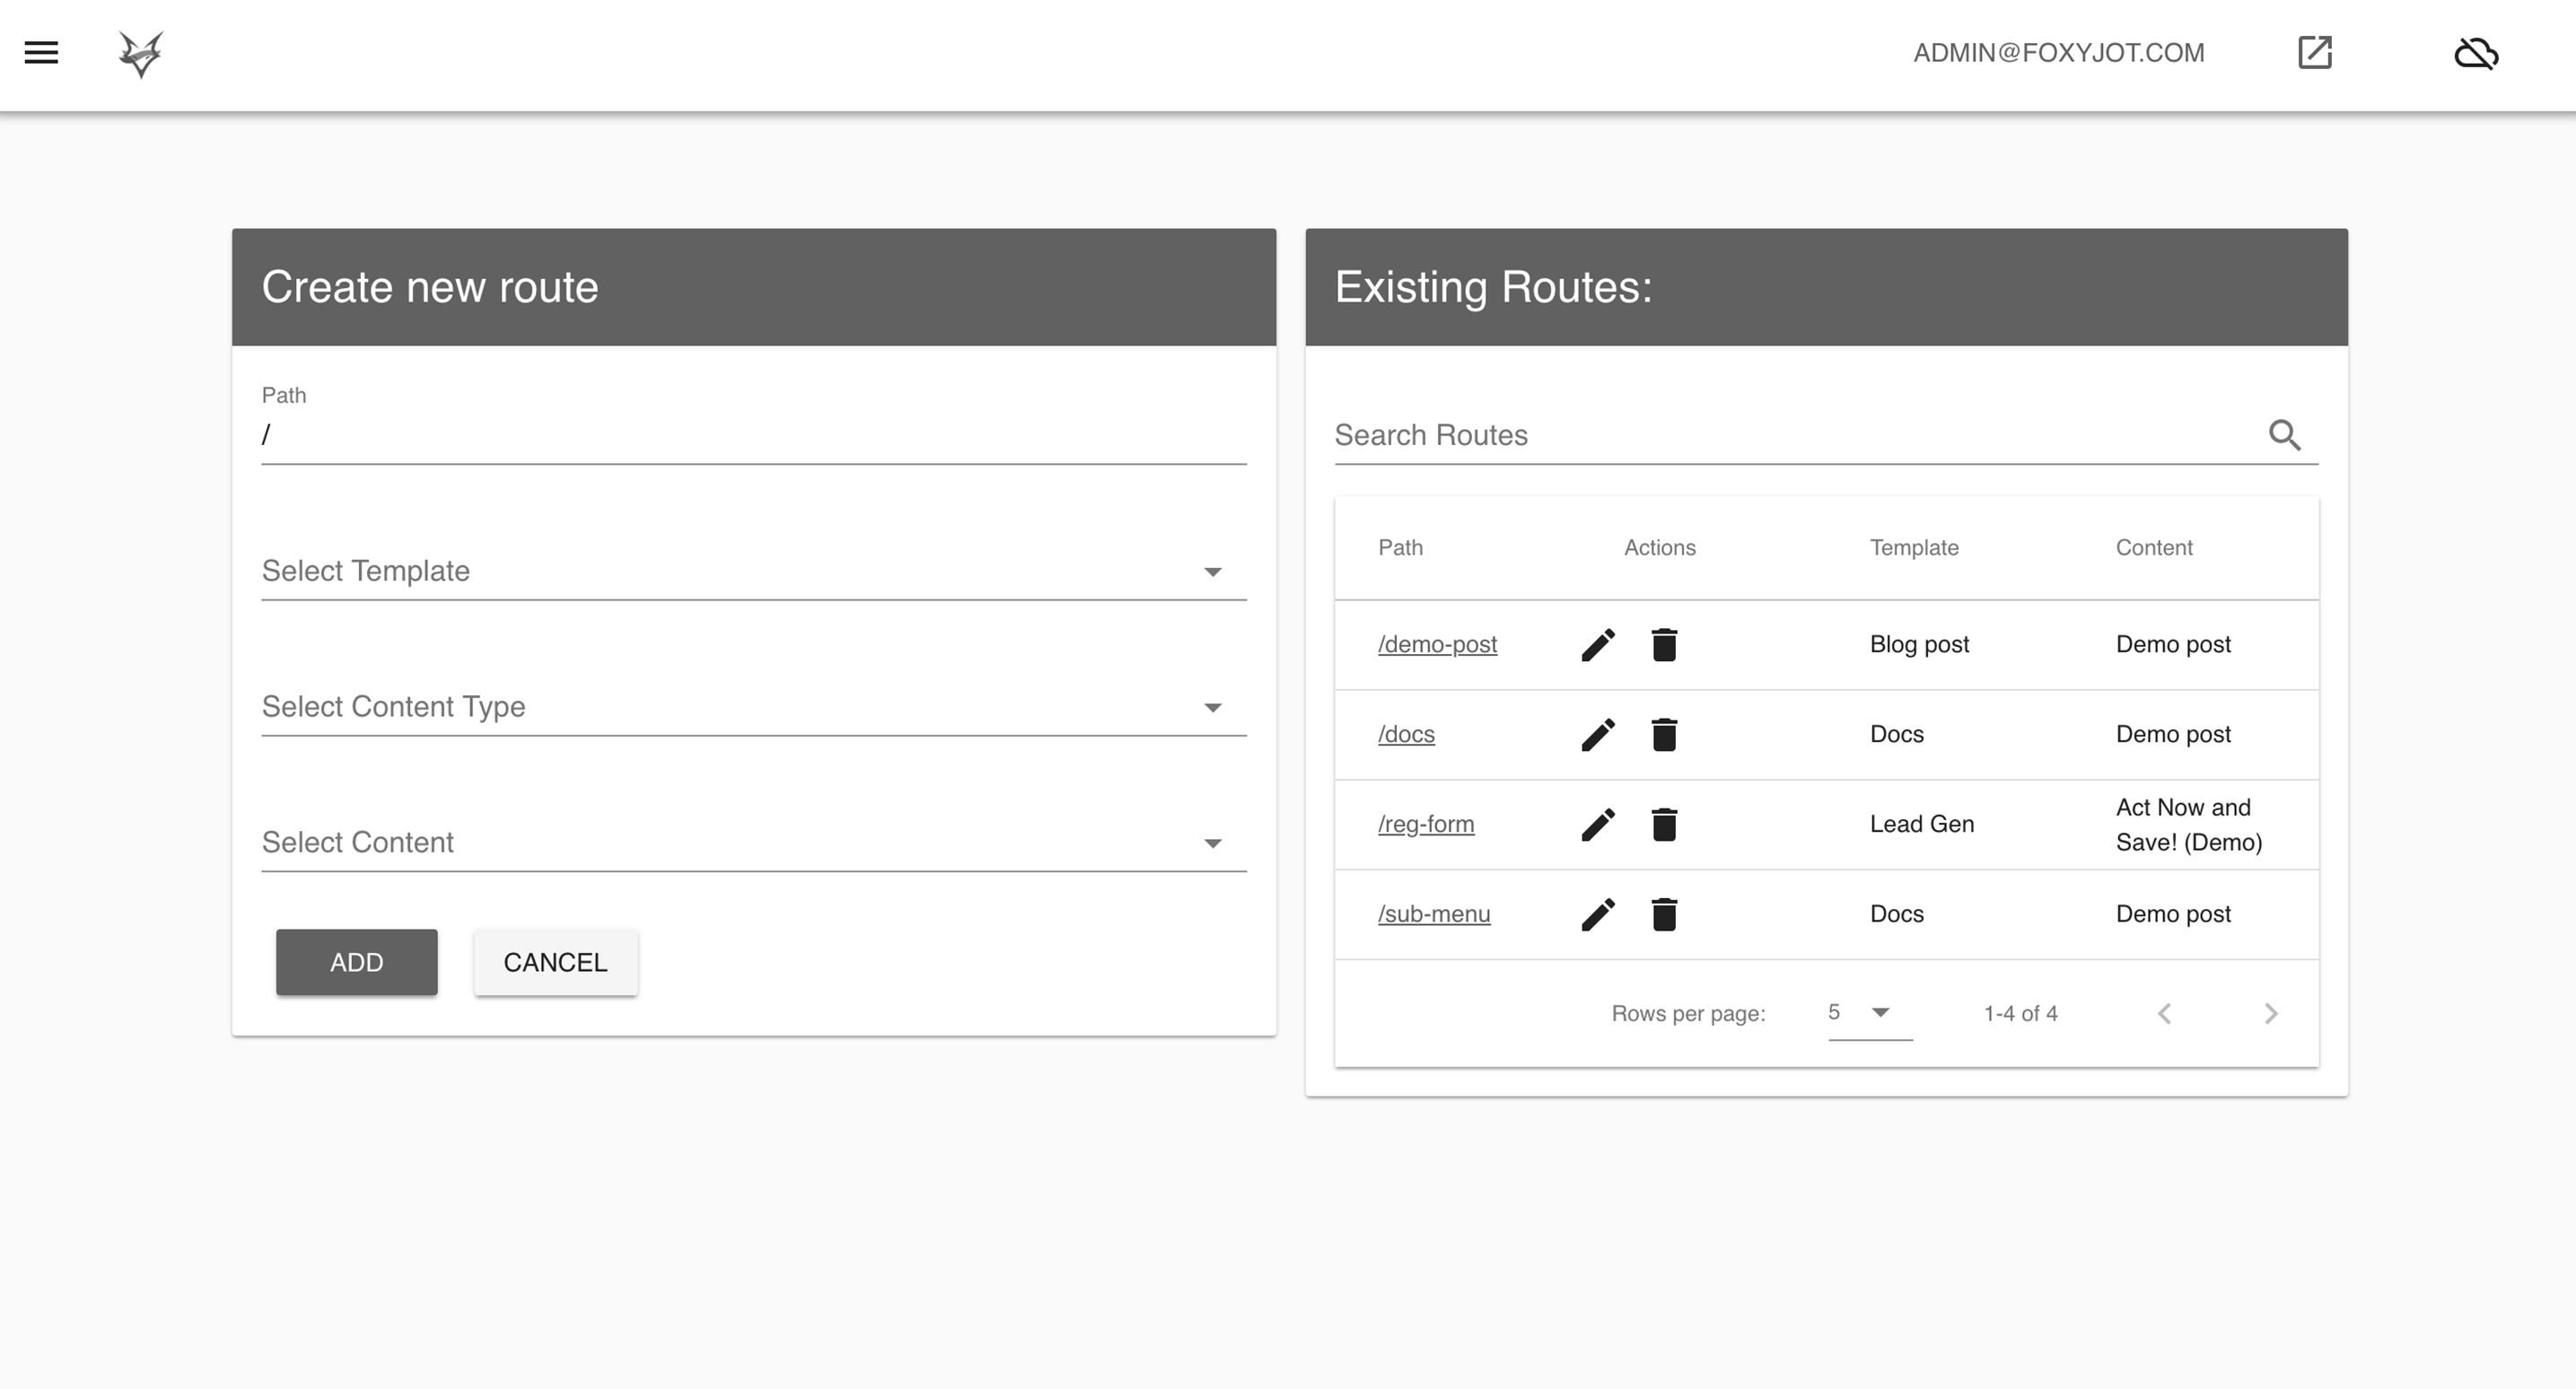 ADMIN@FOXYJOT.COM
Create new route
Path
/
Select Template
Select Content Type
Select Content
ADD CANCEL
Existing Routes:
Search Routes
Path Actions Template Content
/demo-post Blog post Demo post
/docs Docs Demo post
/reg-form Lead Gen Act Now and
Save! (Demo)
/sub-menu Docs Demo post
Rows per page: 5 1-4 of 4